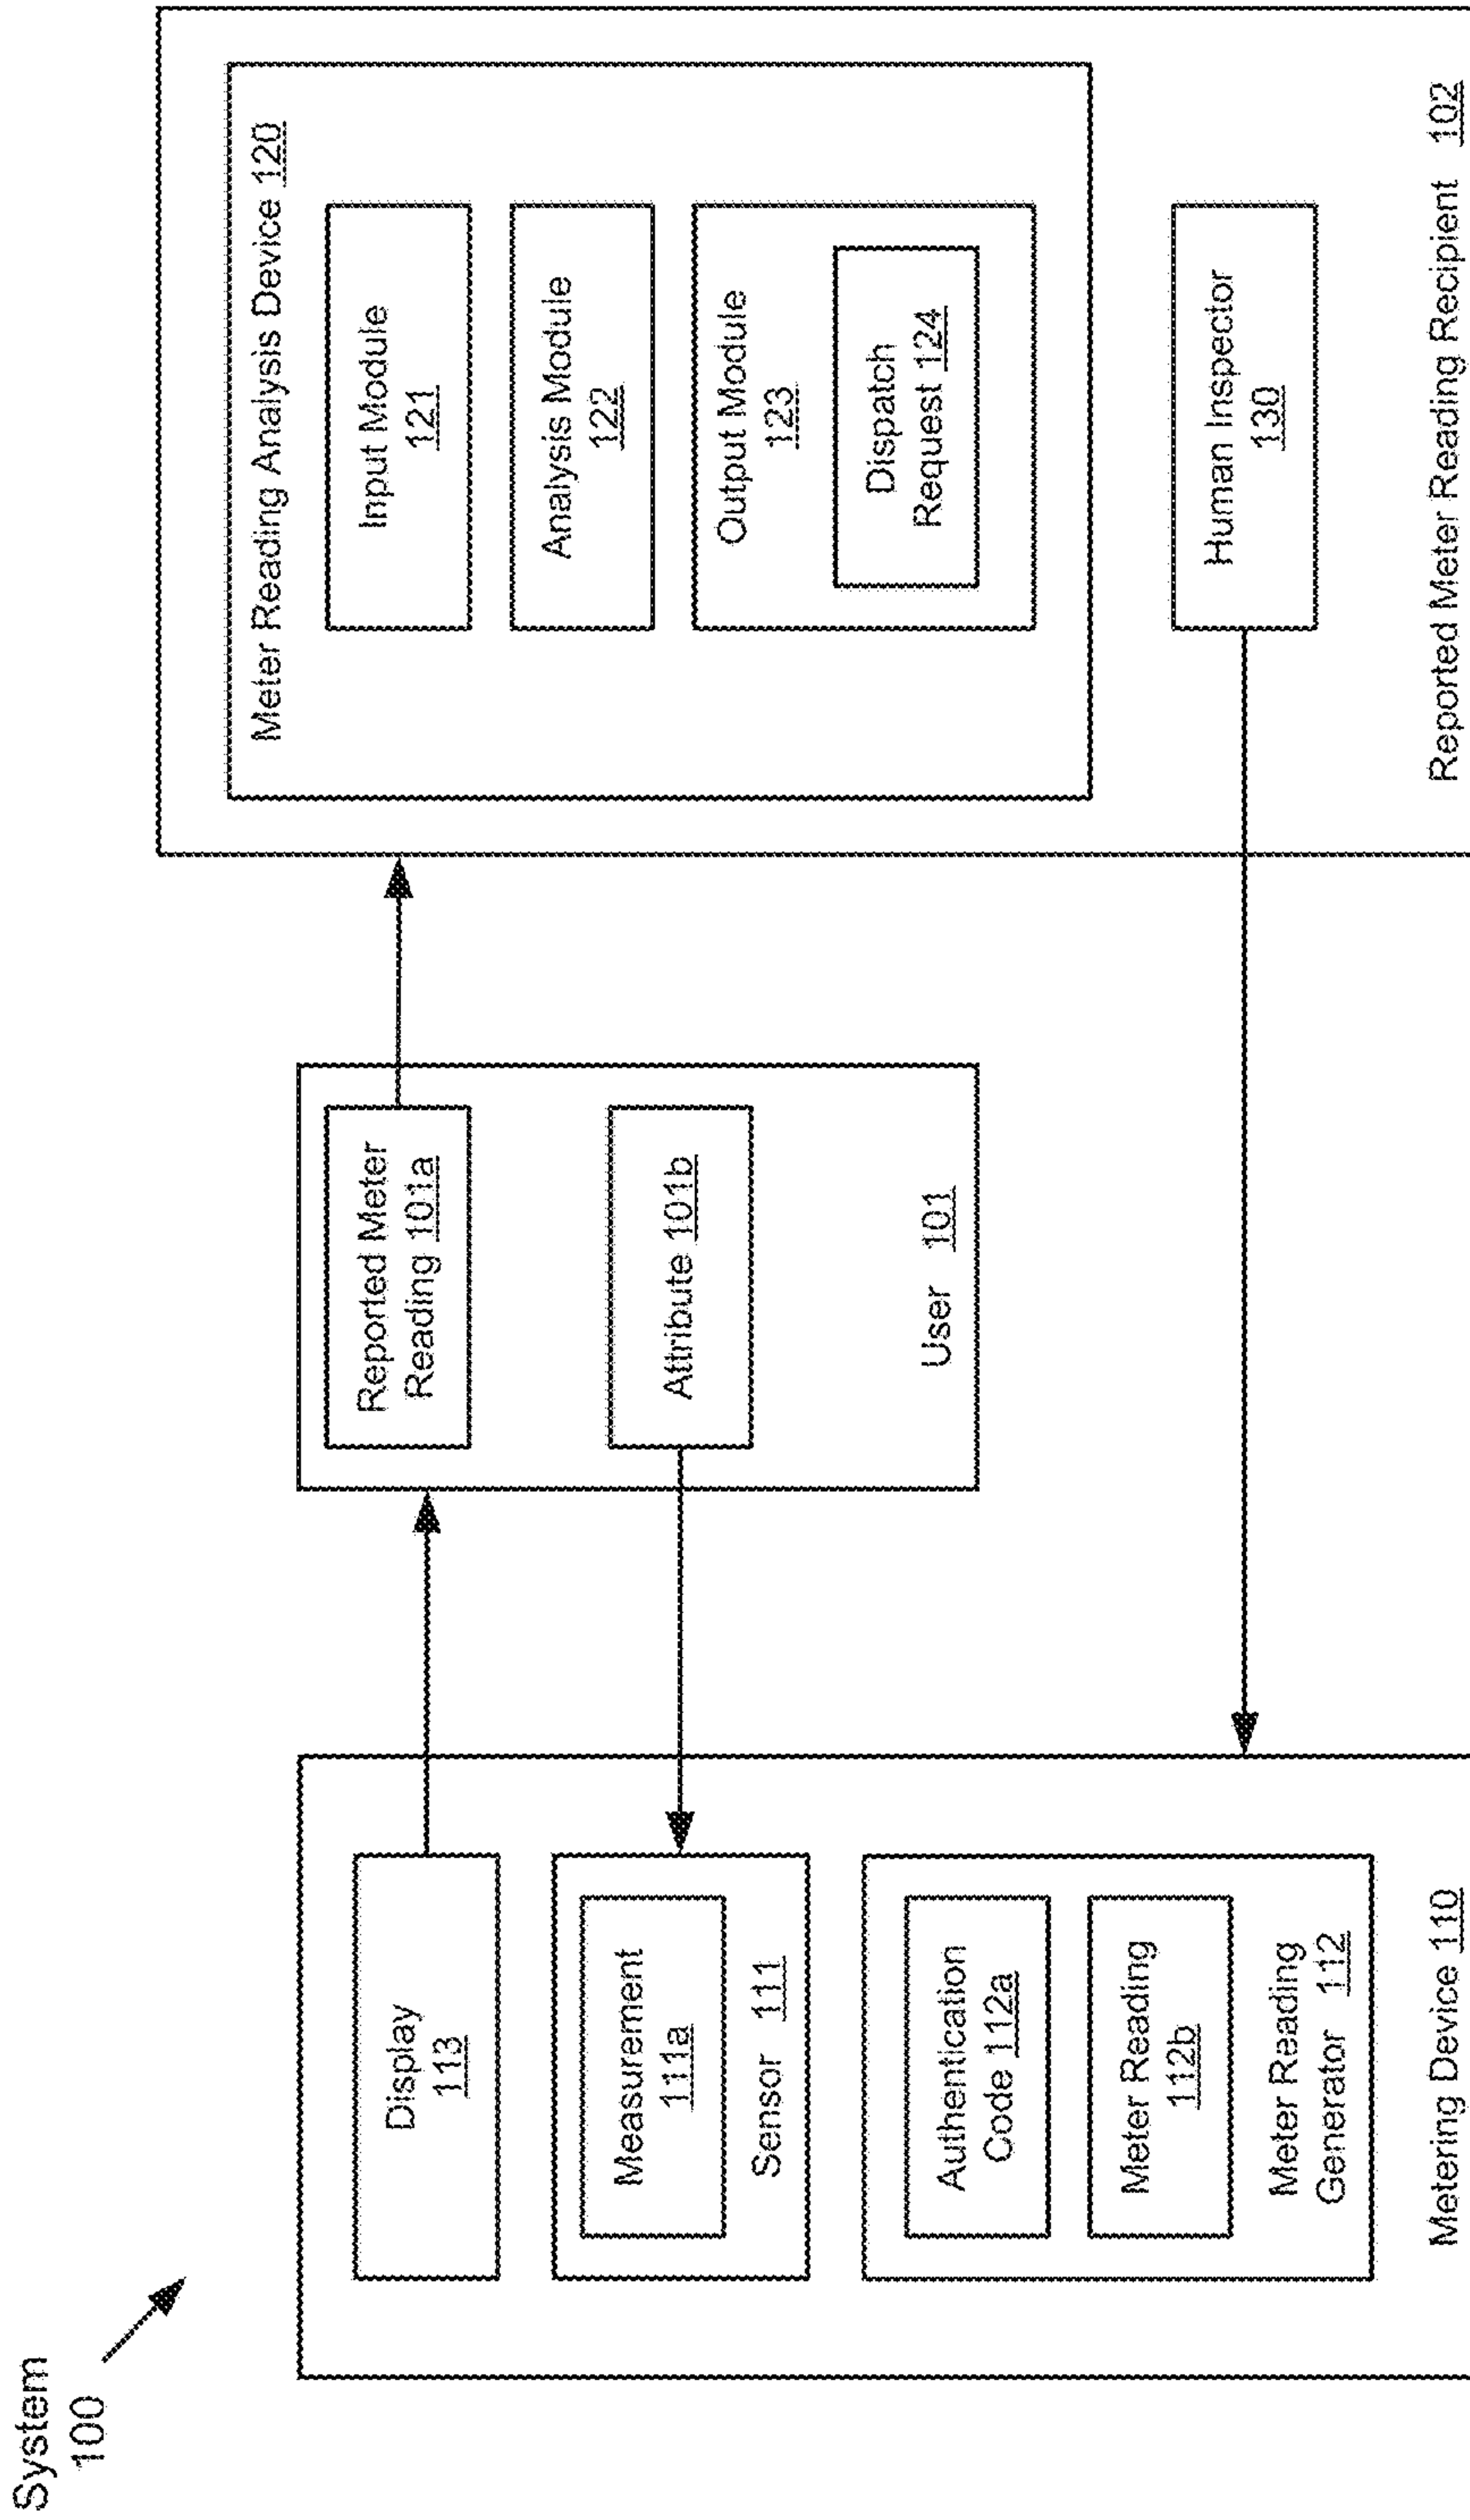 System
100
Display
113
Measurement
111a
Sensor 111
Authentication
Code 112a
Meter Reading
112b
Meter Reading
Generator 112
Metering Device 110
Reported Meter
Reading 101a
Attribute 101b
User 101
Meter Reading Analysis Device 120
Input Module
121
Analysis Module
122
Output Module
123
Dispatch
Request 124
Human Inspector
130
Reported Meter Reading Recipient 102